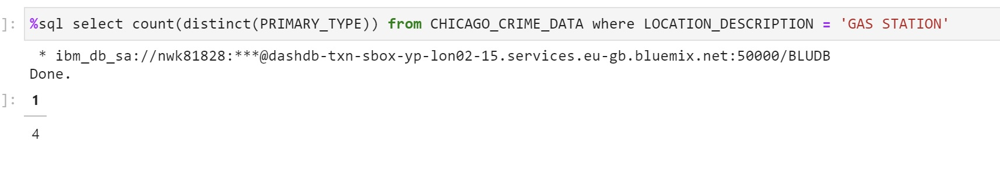 ]: %sql select count(distinct(PRIMARY_TYPE)) from CHICAGO_CRIME_DATA where LOCATION_DESCRIPTION = 'GAS STATION'
* ibm_db_sa://nwk81828:***@dashdb-txn-sbox-yp-lon02-15.services.eu-gb.bluemix.net:50000/BLUDB
Done.
]: 1
4